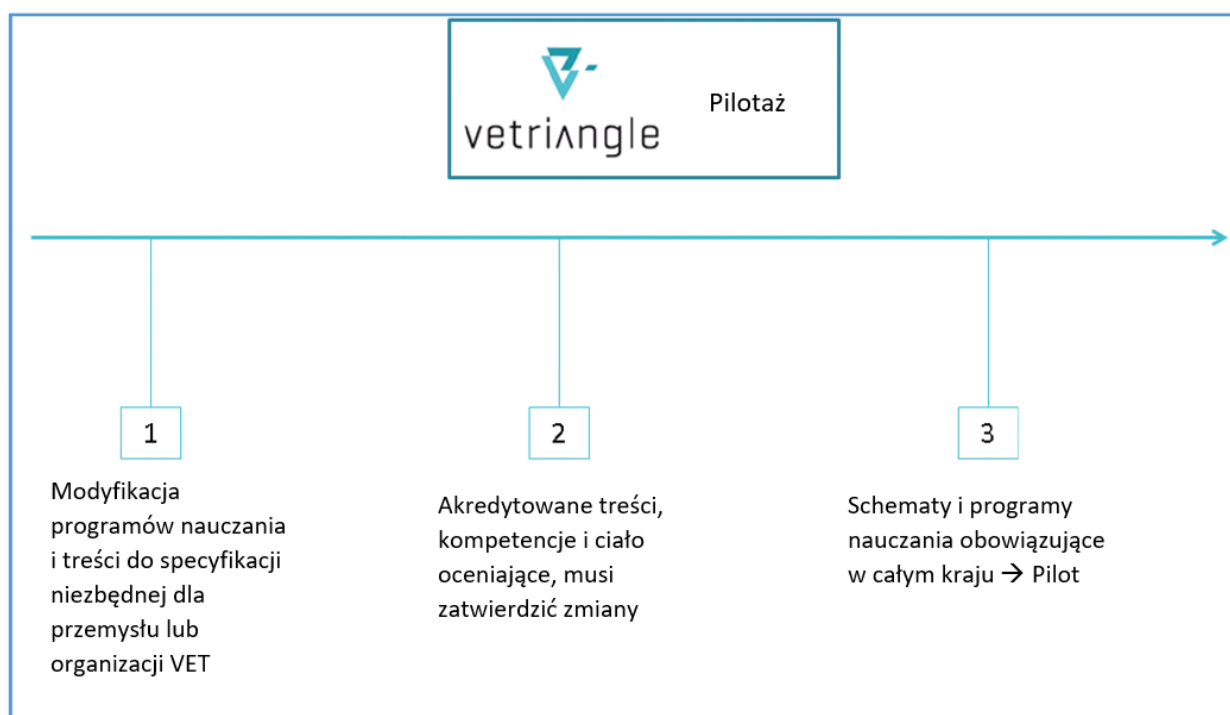 vetriangle
Pilotaż
1
Modyfikacja
programów nauczania
i treści do specyfikacji
niezbędnej dla
przemysłu lub
organizacji VET
2
Akredytowane treści,
kompetencje i ciało
oceniające, musi
zatwierdzić zmiany
3
Schematy i programy
nauczania obowiązujące
w całym kraju → Pilot